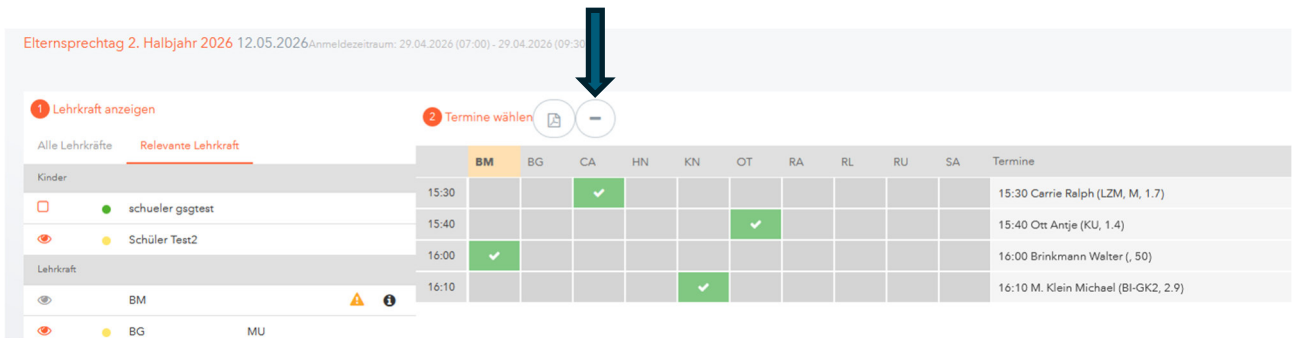 Elternsprechtag 2. Halbjahr 2026 12.05.2026 Anmeldezeitraum: 29.04.2026 (07:00) - 29.04.2026 (09:30
1 Lehrkraft anzeigen
Alle Lehrkräfte Relevante Lehrkraft
Kinder
schueler gsgtest
Schüler Test2
Lehrkraft
BM
BG MU
2 Termine wählen
BM BG CA HN KN OT RA RL RU SA Termine
15:30 15:30 Carrie Ralph (LZM, M, 1.7)
15:40 15:40 Ott Antje (KU, 1.4)
16:00 16:00 Brinkmann Walter (, 50)
16:10 16:10 M. Klein Michael (BI-GK2, 2.9)